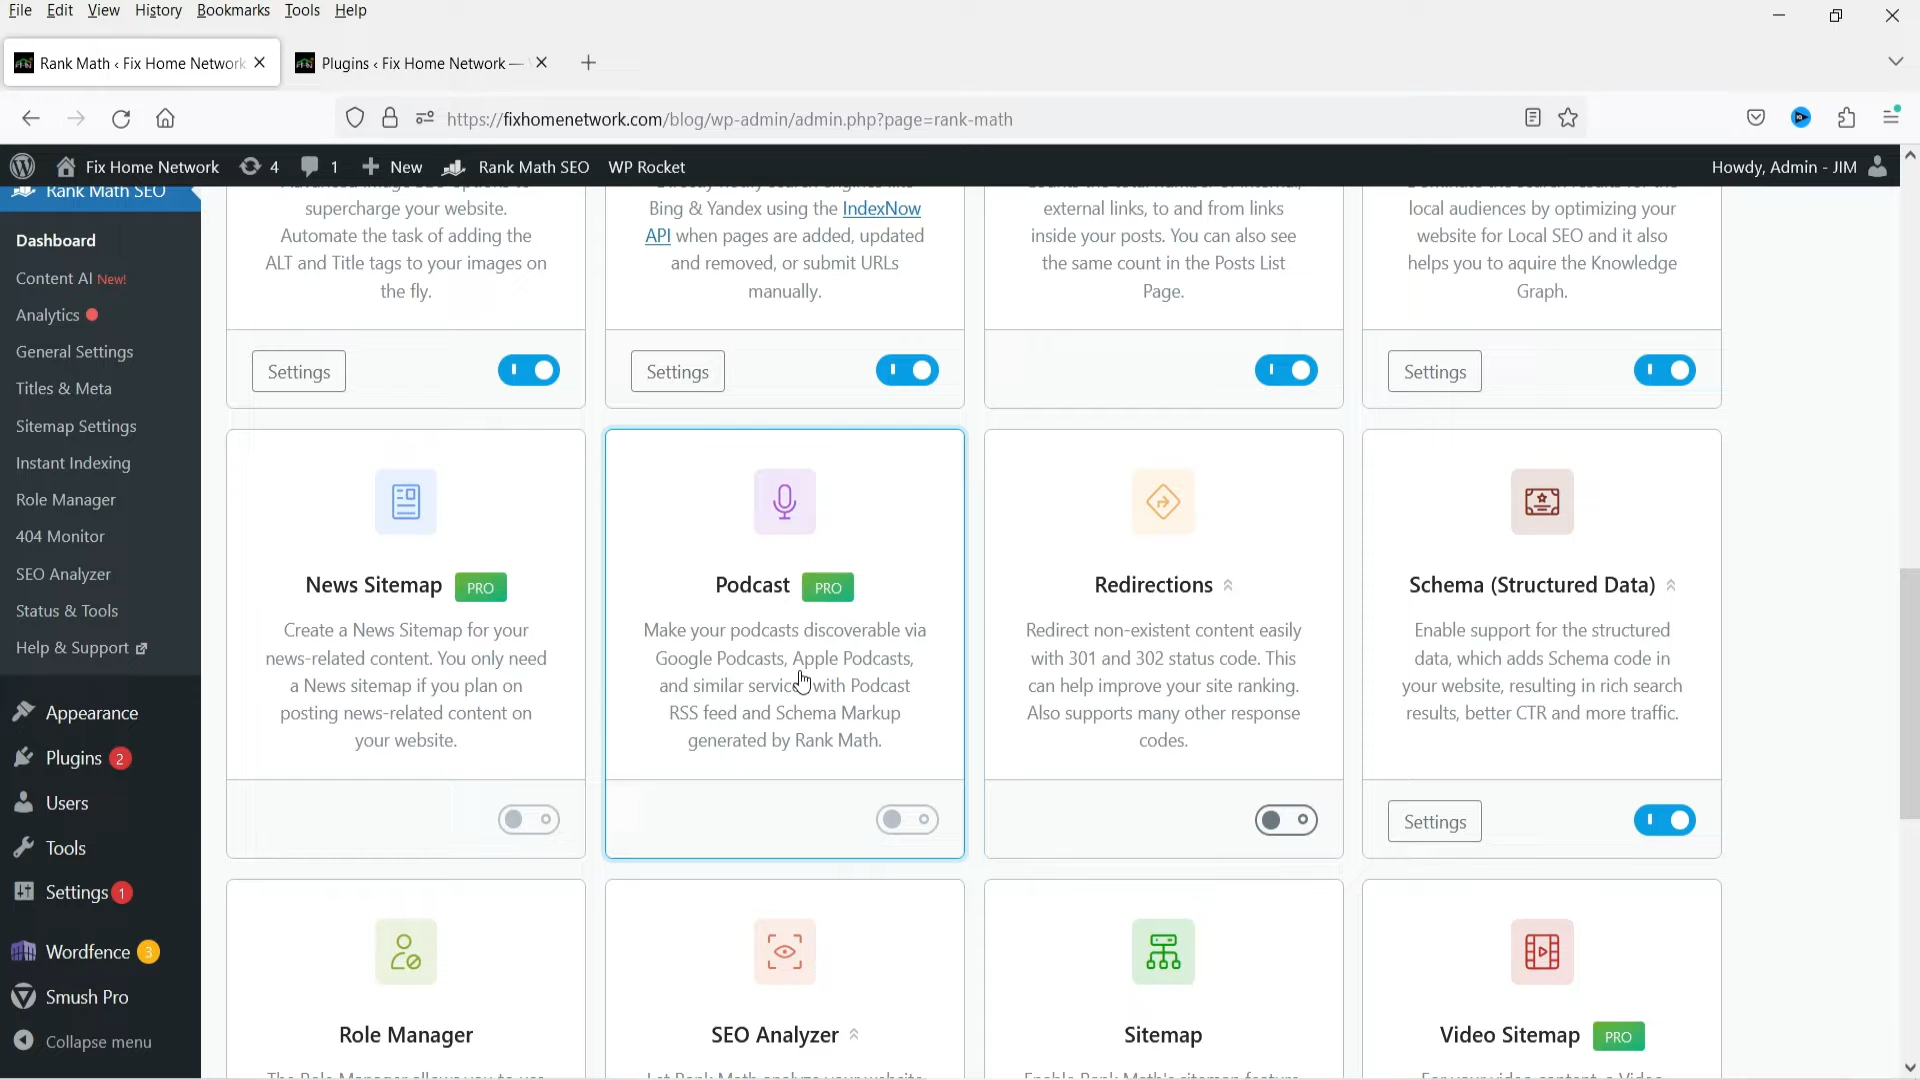 File Edit View History Bookmarks Tools Help
Rank Math ‹ Fix Home Network
Plugins ‹ Fix Home Network —
https://fixhomenetwork.com/blog/wp-admin/admin.php?page=rank-math
Fix Home Network 4 1 New Rank Math SEO WP Rocket
Howdy, Admin - JIM
Rank Math SEO
Dashboard
Content AI New!
Analytics
General Settings
Titles & Meta
Sitemap Settings
Instant Indexing
Role Manager
404 Monitor
SEO Analyzer
Status & Tools
Help & Support
Appearance
Plugins 2
Users
Tools
Settings 1
Wordfence 3
Smush Pro
Collapse menu
supercharge your website.
Automate the task of adding the
ALT and Title tags to your images on
the fly.
Settings
Bing & Yandex using the IndexNow
API when pages are added, updated
and removed, or submit URLs
manually.
Settings
external links, to and from links
inside your posts. You can also see
the same count in the Posts List
Page.
local audiences by optimizing your
website for Local SEO and it also
helps you to aquire the Knowledge
Graph.
Settings
News Sitemap PRO
Create a News Sitemap for your
news-related content. You only need
a News sitemap if you plan on
posting news-related content on
your website.
Podcast PRO
Make your podcasts discoverable via
Google Podcasts, Apple Podcasts,
and similar services with Podcast
RSS feed and Schema Markup
generated by Rank Math.
Redirections
Redirect non-existent content easily
with 301 and 302 status code. This
can help improve your site ranking.
Also supports many other response
codes.
Schema (Structured Data)
Enable support for the structured
data, which adds Schema code in
your website, resulting in rich search
results, better CTR and more traffic.
Settings
Role Manager
SEO Analyzer
Sitemap
Video Sitemap PRO